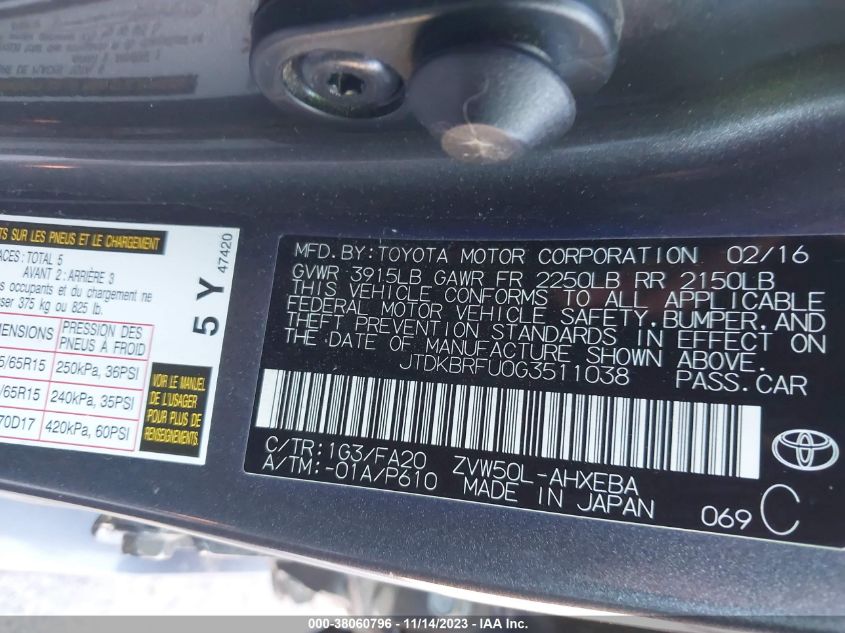 TS SUR LES PNEUS ET LE CHARGEMENT
ACES: TOTAL 5
AVANT 2: ARRIÈRE 3
es occupants et du chargement ne
ser 375 kg ou 825 lb.
MENSIONS PRESSION DES PNEUS À FROID
5/65R15 250kPa, 36PSI
/65R15 240kPa, 35PSI
70D17 420kPa, 60PSI
5 Y 47420
VOIR LE MANUEL
DE L'USAGER
POUR PLUS DE
RENSEIGNEMENTS
MFD.BY:TOYOTA MOTOR CORPORATION 02/16
GVWR 3915LB GAWR FR 2250LB RR 2150LB
THIS VEHICLE CONFORMS TO ALL APPLICABLE
FEDERAL MOTOR VEHICLE SAFETY,BUMPER,AND
THEFT PREVENTION STANDARDS IN EFFECT ON
THE DATE OF MANUFACTURE SHOWN ABOVE.
JTDKBRFU0G3511038 PASS.CAR
C/TR:1G3/FA20 ZVW50L-AHXEBA
A/TM:-01A/P610 MADE IN JAPAN
069 C
000-38060796 - 11/14/2023 - IAA Inc.